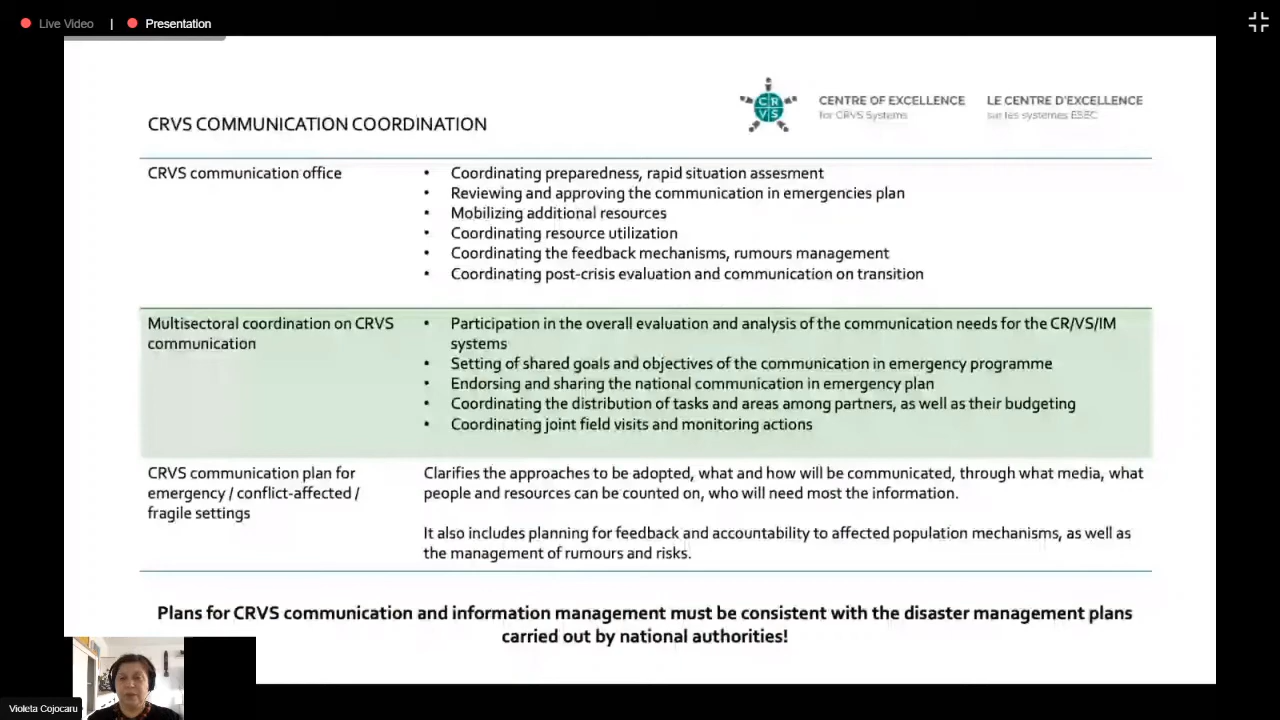 Live Video | Presentation
CRVS COMMUNICATION COORDINATION
CR
VS
CENTRE OF EXCELLENCE
for CRVS Systems
LE CENTRE D'EXCELLENCE
sur les systèmes ESEC
CRVS communication office
• Coordinating preparedness, rapid situation assesment
• Reviewing and approving the communication in emergencies plan
• Mobilizing additional resources
• Coordinating resource utilization
• Coordinating the feedback mechanisms, rumours management
• Coordinating post-crisis evaluation and communication on transition
Multisectoral coordination on CRVS
communication
• Participation in the overall evaluation and analysis of the communication needs for the CR/VS/IM
systems
• Setting of shared goals and objectives of the communication in emergency programme
• Endorsing and sharing the national communication in emergency plan
• Coordinating the distribution of tasks and areas among partners, as well as their budgeting
• Coordinating joint field visits and monitoring actions
CRVS communication plan for
emergency / conflict-affected /
fragile settings
Clarifies the approaches to be adopted, what and how will be communicated, through what media, what
people and resources can be counted on, who will need most the information.
It also includes planning for feedback and accountability to affected population mechanisms, as well as
the management of rumours and risks.
Plans for CRVS communication and information management must be consistent with the disaster management plans
carried out by national authorities!
Violeta Cojocaru